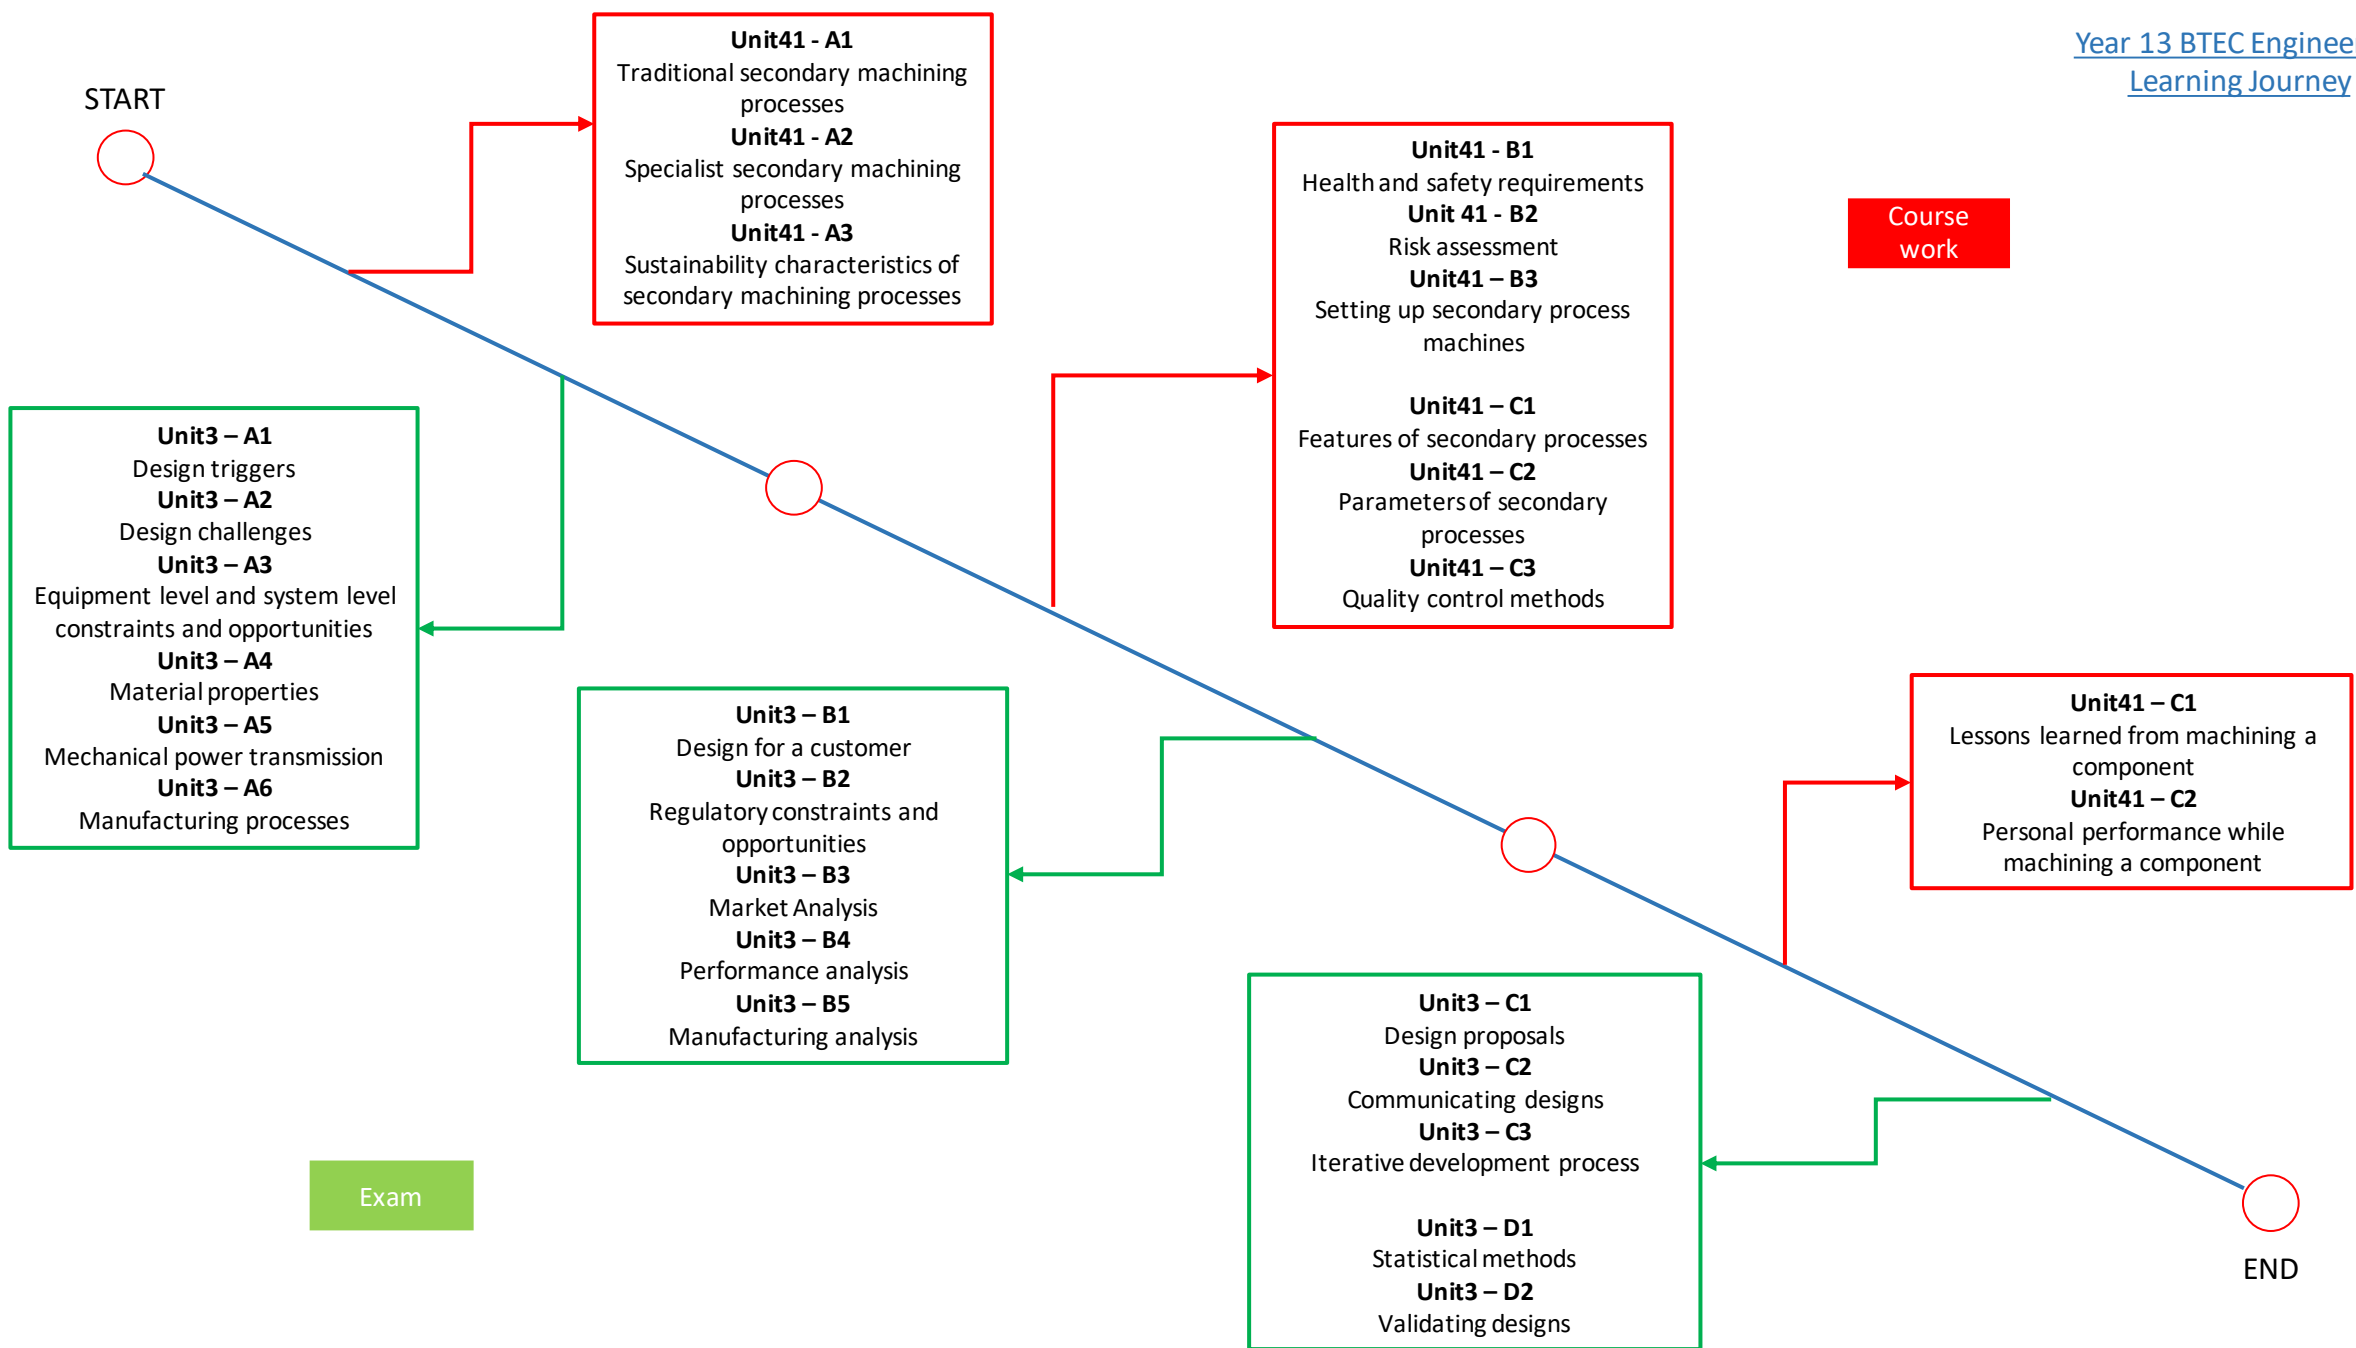 Year 13 BTEC Enginee
Learning Journey
START
Unit41 - A1
Traditional secondary machining
processes
Unit41 - A2
Specialist secondary machining
processes
Unit41 - A3
Sustainability characteristics of
secondary machining processes
Unit41 - B1
Health and safety requirements
Unit 41 - B2
Risk assessment
Unit41 – B3
Setting up secondary process
machines
Unit41 – C1
Features of secondary processes
Unit41 – C2
Parameters of secondary
processes
Unit41 – C3
Quality control methods
Course
work
Unit3 – A1
Design triggers
Unit3 – A2
Design challenges
Unit3 – A3
Equipment level and system level
constraints and opportunities
Unit3 – A4
Material properties
Unit3 – A5
Mechanical power transmission
Unit3 – A6
Manufacturing processes
Unit3 – B1
Design for a customer
Unit3 – B2
Regulatory constraints and
opportunities
Unit3 – B3
Market Analysis
Unit3 – B4
Performance analysis
Unit3 – B5
Manufacturing analysis
Unit41 – C1
Lessons learned from machining a
component
Unit41 – C2
Personal performance while
machining a component
Unit3 – C1
Design proposals
Unit3 – C2
Communicating designs
Unit3 – C3
Iterative development process
Unit3 – D1
Statistical methods
Unit3 – D2
Validating designs
Exam
END